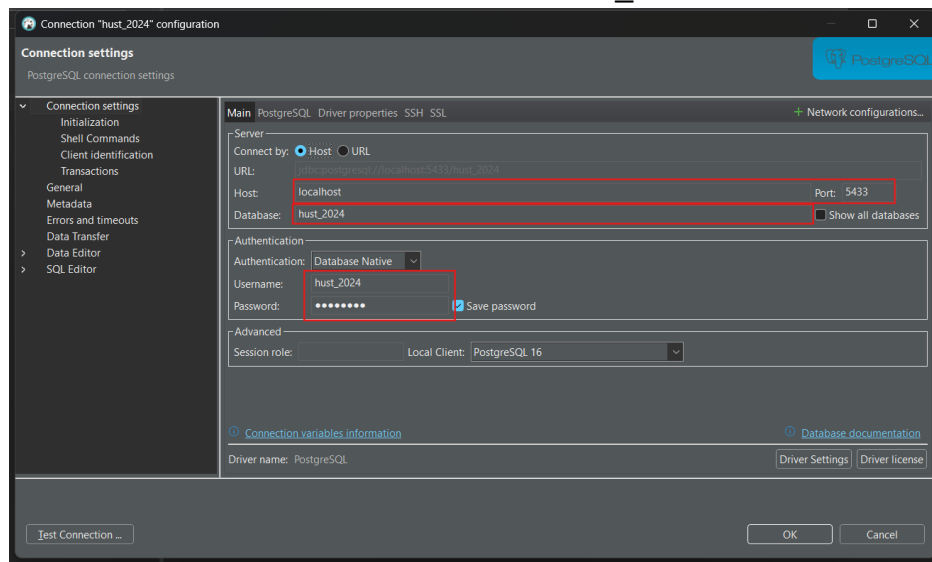 Connection "hust_2024" configuration
Connection settings
PostgreSQL connection settings
PostgreSQL
Connection settings
Initialization
Shell Commands
Client identification
Transactions
General
Metadata
Errors and timeouts
Data Transfer
Data Editor
SQL Editor
Main PostgreSQL Driver properties SSH SSL + Network configurations...
Server
Connect by: Host URL
URL: jdbc:postgresql://localhost:5433/hust_2024
Host: localhost Port: 5433
Database: hust_2024 Show all databases
Authentication
Authentication: Database Native
Username: hust_2024
Password: ••••••••  Save password
Advanced
Session role: Local Client: PostgreSQL 16
Connection variables information Database documentation
Driver name: PostgreSQL Driver Settings Driver license
Test Connection ... OK Cancel